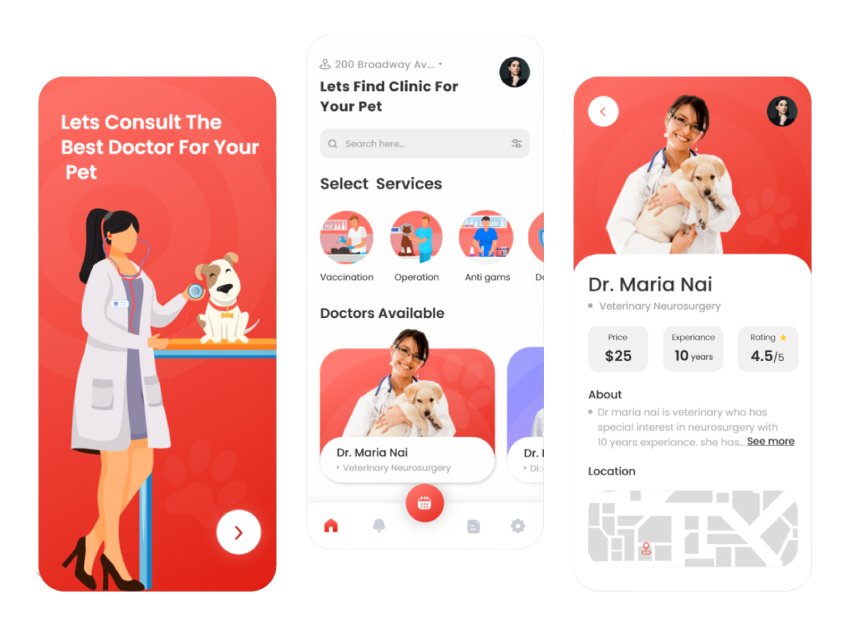 Lets Consult The
Best Doctor For Your
Pet
200 Broadway Av...
Lets Find Clinic For
Your Pet
Search here...
Select Services
Vaccination
Operation
Anti gams
D
Doctors Available
Dr. Maria Nai
Veterinary Neurosurgery
Dr.
Di
Dr. Maria Nai
Veterinary Neurosurgery
Price
$25
Experiance
10 years
Rating
4.5/5
About
Dr maria nai is veterinary who has
special interest in neurosurgery with
10 years experiance. she has... See more
Location